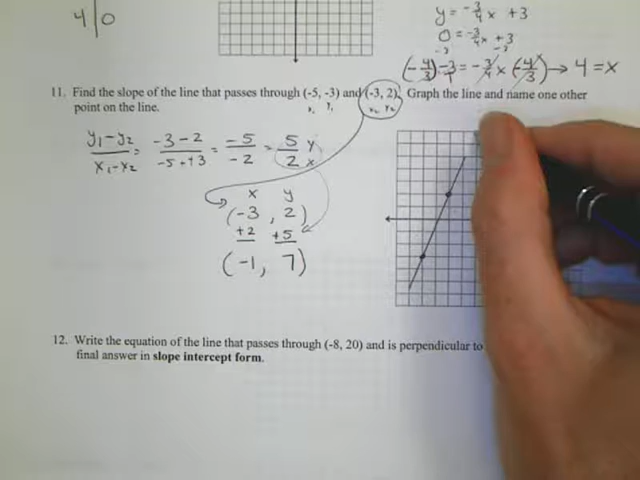 4 | 0
y = -3/4 x + 3
0 = -3/4 x + 3
-3 -3
(-4/3) -3/1 = -3/4 x (-4/3) → 4 = x
11. Find the slope of the line that passes through (-5, -3) and (-3, 2). Graph the line and name one other
point on the line.
x₁ y₁ x₂ y₂
y₁-y₂/x₁-x₂ = -3-2/-5+3 = -5/-2 = 5/2 y/x
x y
(-3, 2)
+2 +5
(-1, 7)
12. Write the equation of the line that passes through (-8, 20) and is perpendicular to
final answer in slope intercept form.